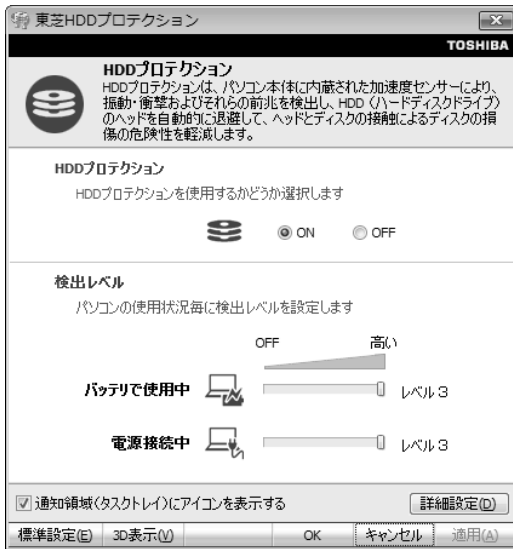 東芝HDDプロテクション
TOSHIBA
HDDプロテクション
HDDプロテクションは、パソコン本体に内蔵された加速度センサーにより、
振動・衝撃およびそれらの前兆を検出し、HDD（ハードディスクドライブ）
のヘッドを自動的に退避して、ヘッドとディスクの接触によるディスクの損
傷の危険性を軽減します。
HDDプロテクション
HDDプロテクションを使用するかどうか選択します
ON OFF
検出レベル
パソコンの使用状況毎に検出レベルを設定します
OFF 高い
バッテリで使用中 レベル 3
電源接続中 レベル 3
通知領域(タスクトレイ)にアイコンを表示する 詳細設定(D)
標準設定(E) 3D表示(V) OK キャンセル 適用(A)